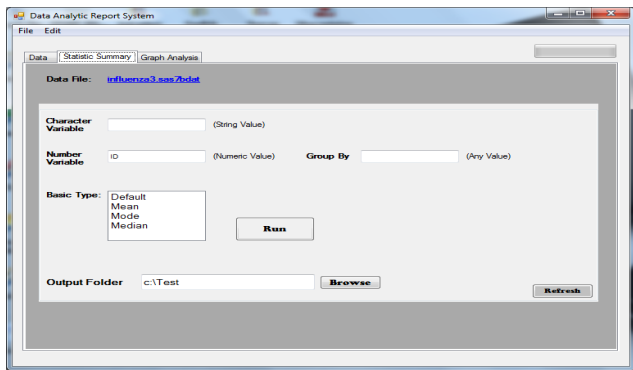 Data Analytic Report System
File Edit
Data Statistic Summary Graph Analysis
Data File: influenza3.sas7bdat
Character Variable (String Value)
Number Variable ID (Numeric Value) Group By (Any Value)
Basic Type: Default
Mean
Mode
Median
Run
Output Folder c:\Test Browse
Refresh